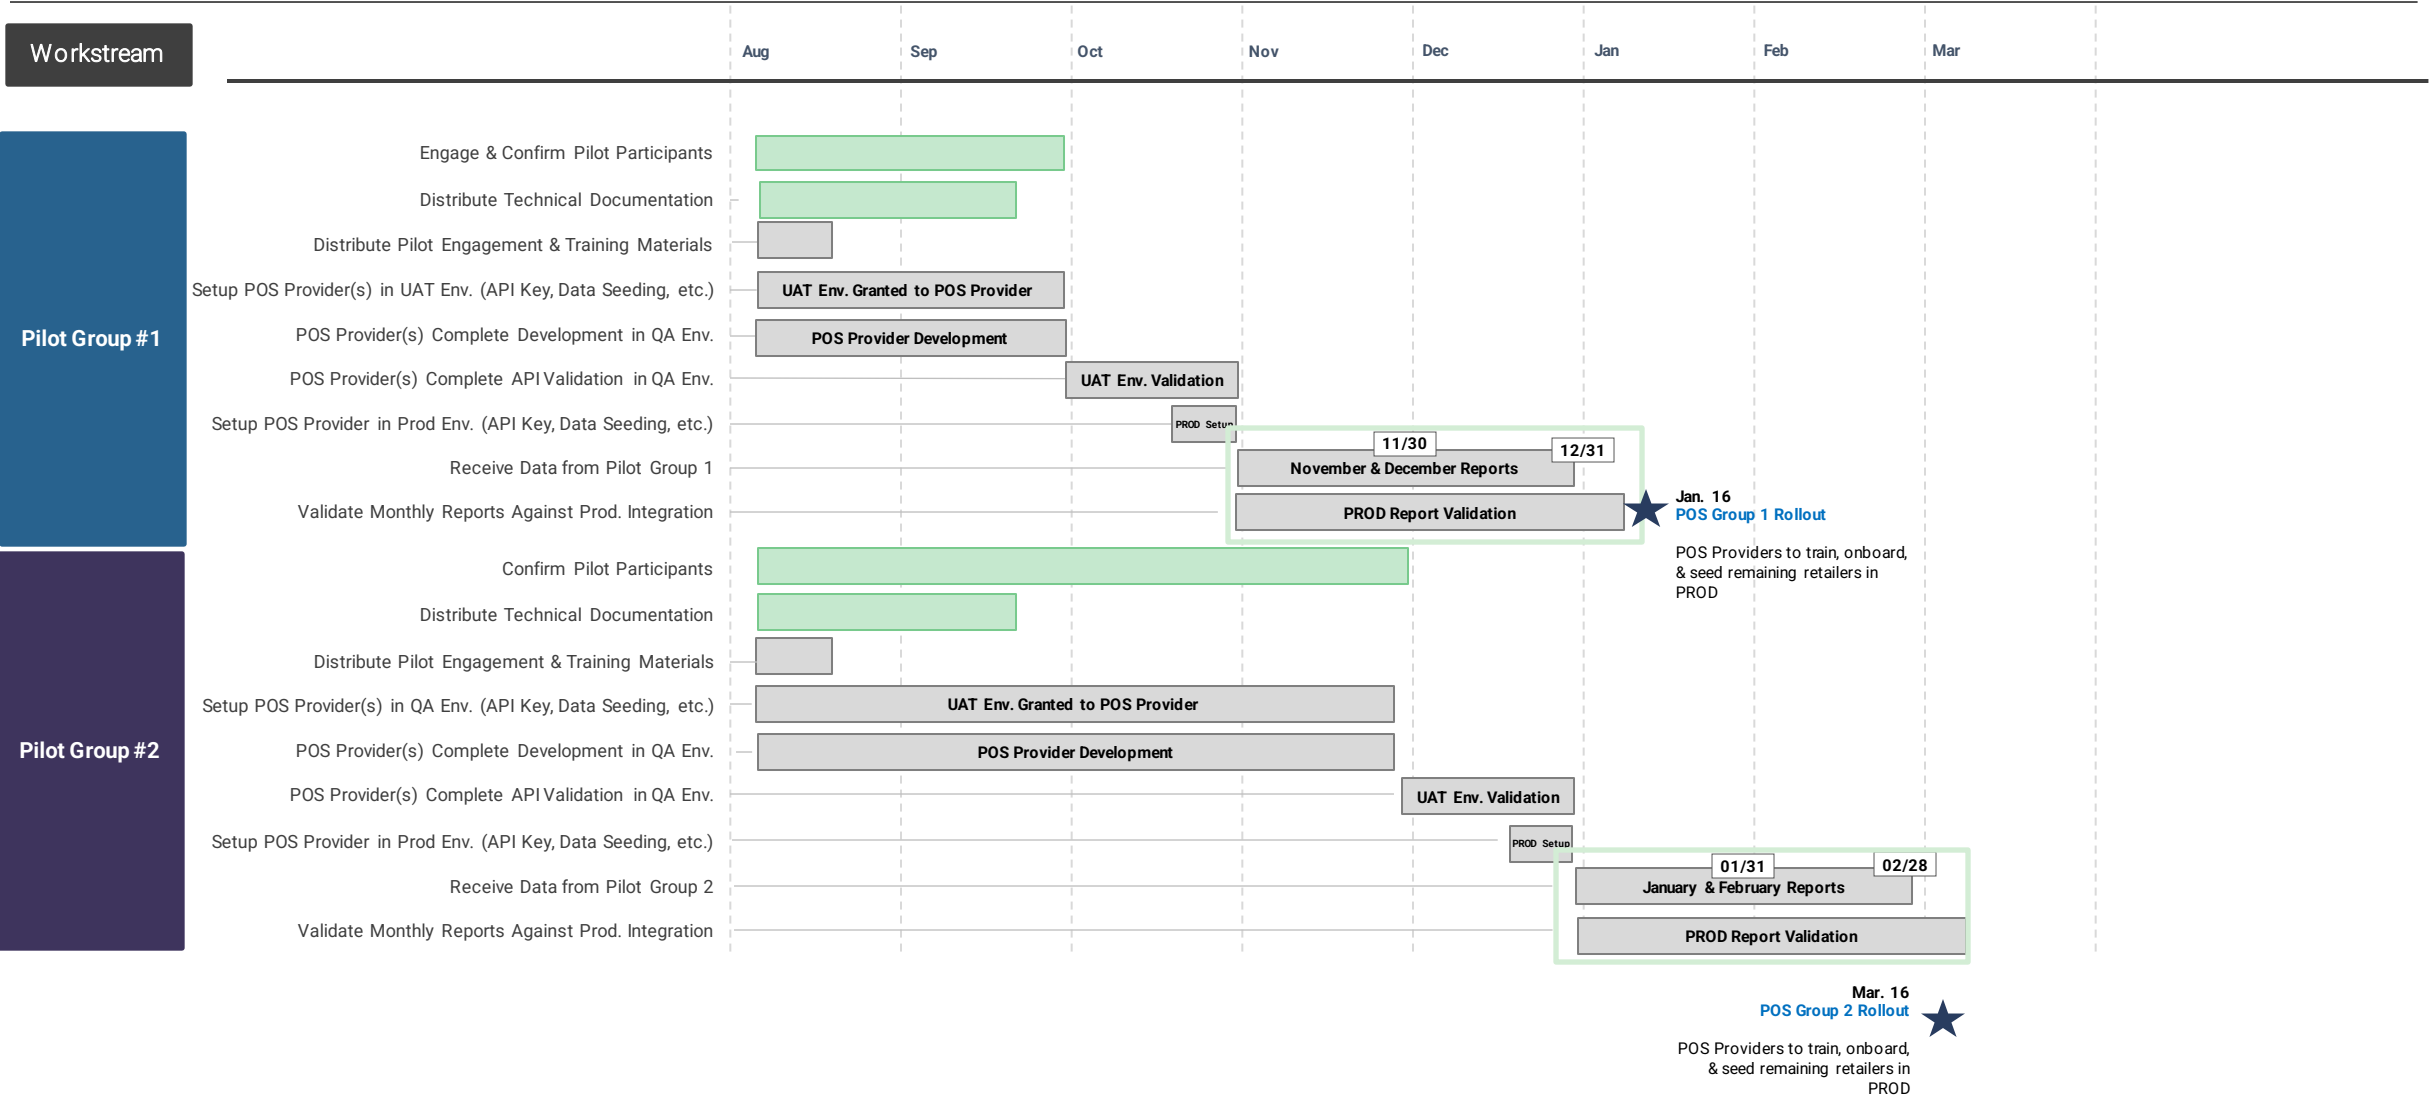 Workstream
Aug Sep Oct Nov Dec Jan Feb Mar
Pilot Group #1
Engage & Confirm Pilot Participants
Distribute Technical Documentation
Distribute Pilot Engagement & Training Materials
Setup POS Provider(s) in UAT Env. (API Key, Data Seeding, etc.)
UAT Env. Granted to POS Provider
POS Provider(s) Complete Development in QA Env.
POS Provider Development
POS Provider(s) Complete API Validation in QA Env.
UAT Env. Validation
Setup POS Provider in Prod Env. (API Key, Data Seeding, etc.)
PROD Setup
11/30
12/31
Receive Data from Pilot Group 1
November & December Reports
Validate Monthly Reports Against Prod. Integration
PROD Report Validation
Jan. 16
POS Group 1 Rollout
POS Providers to train, onboard,
& seed remaining retailers in
PROD
Pilot Group #2
Confirm Pilot Participants
Distribute Technical Documentation
Distribute Pilot Engagement & Training Materials
Setup POS Provider(s) in QA Env. (API Key, Data Seeding, etc.)
UAT Env. Granted to POS Provider
POS Provider(s) Complete Development in QA Env.
POS Provider Development
POS Provider(s) Complete API Validation in QA Env.
UAT Env. Validation
Setup POS Provider in Prod Env. (API Key, Data Seeding, etc.)
PROD Setup
01/31
02/28
Receive Data from Pilot Group 2
January & February Reports
Validate Monthly Reports Against Prod. Integration
PROD Report Validation
Mar. 16
POS Group 2 Rollout
POS Providers to train, onboard,
& seed remaining retailers in
PROD